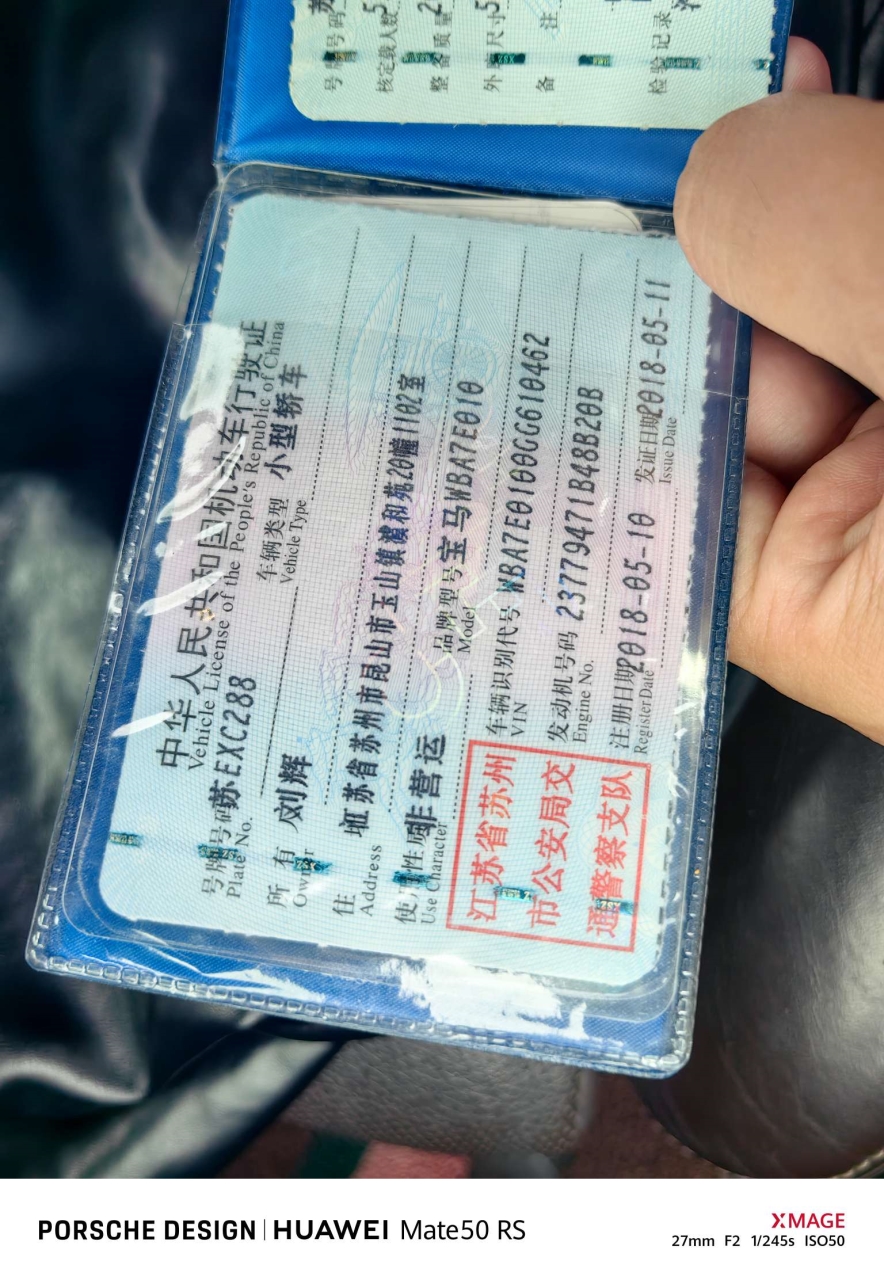 号牌号码 苏
核定载人数 5
整备质量 2
外廓尺寸 5
备 注
检验记录
中华人民共和国机动车行驶证
Vehicle License of the People's Republic of China
号牌号码 苏EXC288 车辆类型 小型轿车
Plate No. Vehicle Type
所有 刘辉
Owner
住 址 江苏省苏州市昆山市玉山镇 和苑20幢1102室
Address
使用性质 非营运 品牌型号 宝马WBA7E010
Use Character Model
江苏省苏州
市公安局交
通警察支队
车辆识别代号 WBA7E0100GG610462
VIN
发动机号码 23779471B48B20B
Engine No.
注册日期 2018-05-10 发证日期 2018-05-11
Register Date Issue Date
PORSCHE DESIGN | HUAWEI Mate50 RS
XMAGE
27mm F2 1/245s ISO50